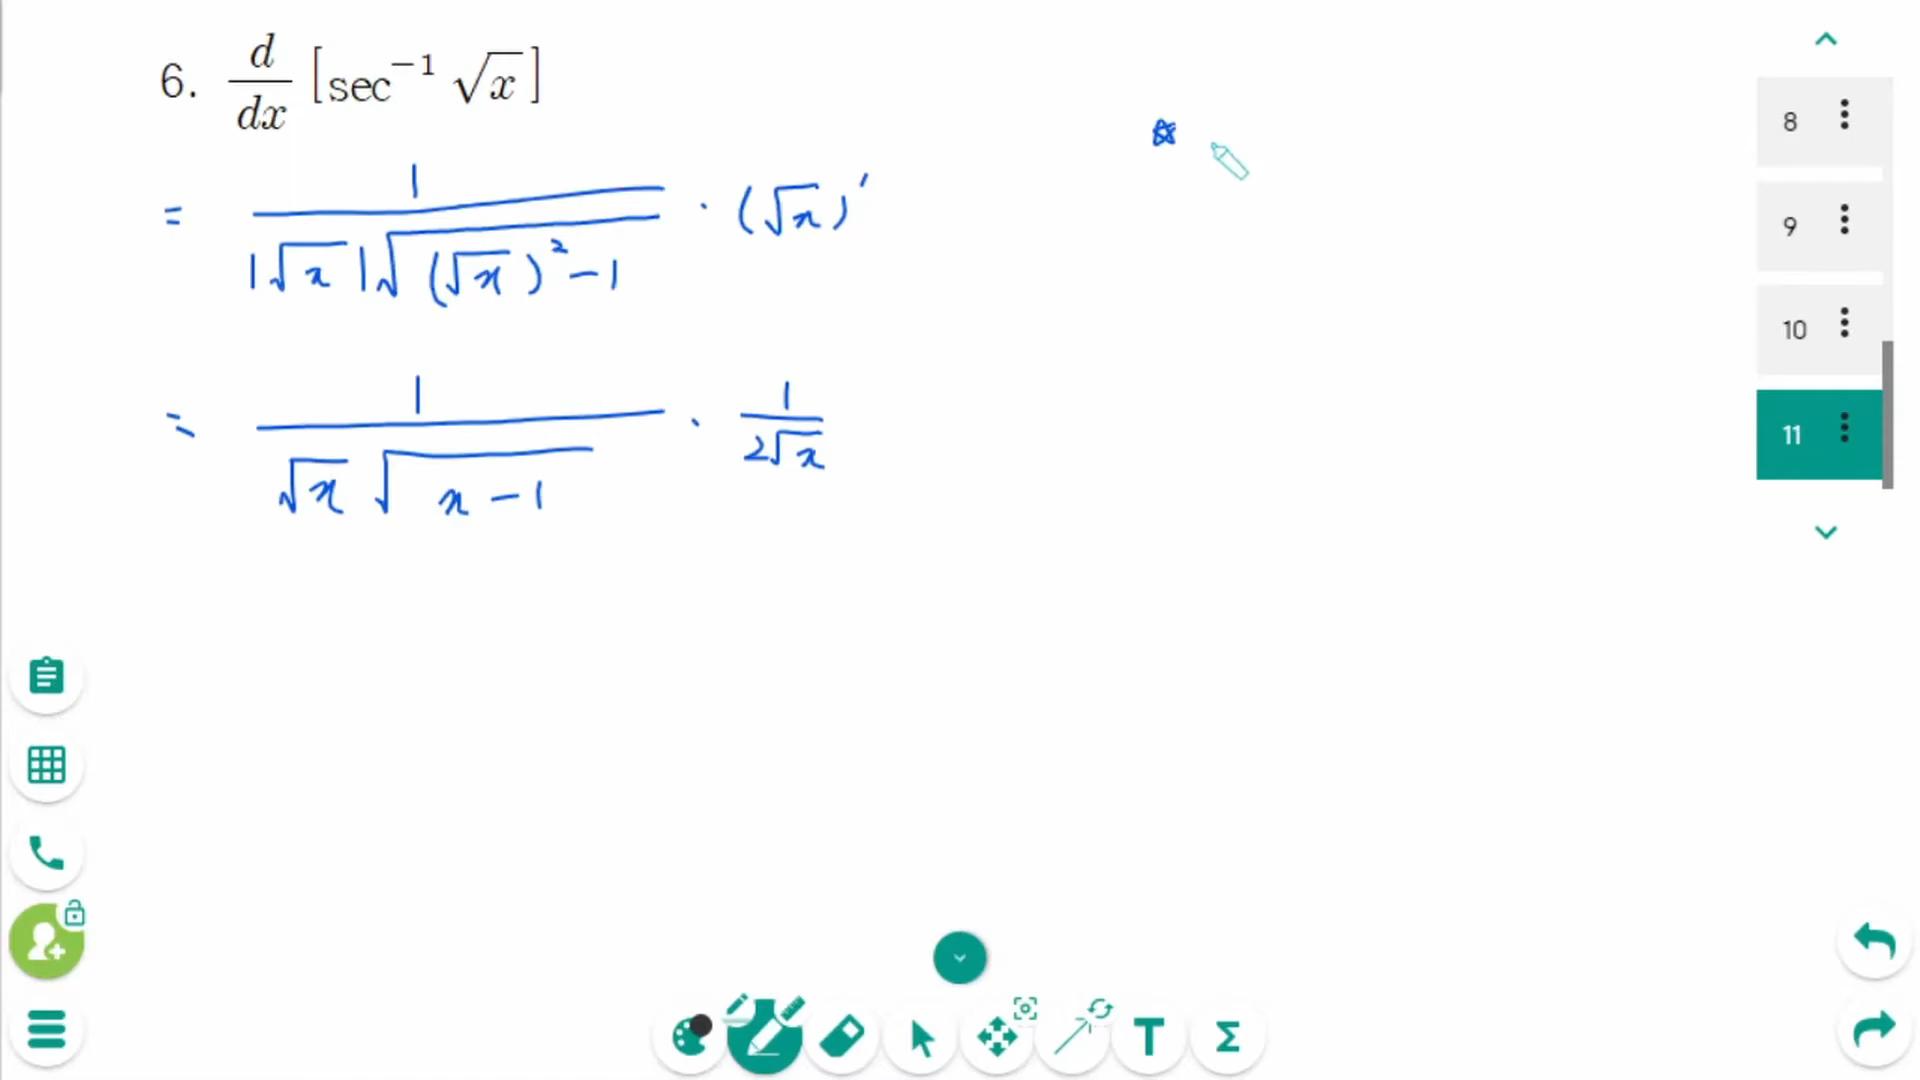 6. d/dx [sec⁻¹ √x]
= 1/(|√x|√((√x)²-1)) · (√x)′
= 1/(√x √(x-1)) · 1/(2√x)
8
9
10
11
T
Σ